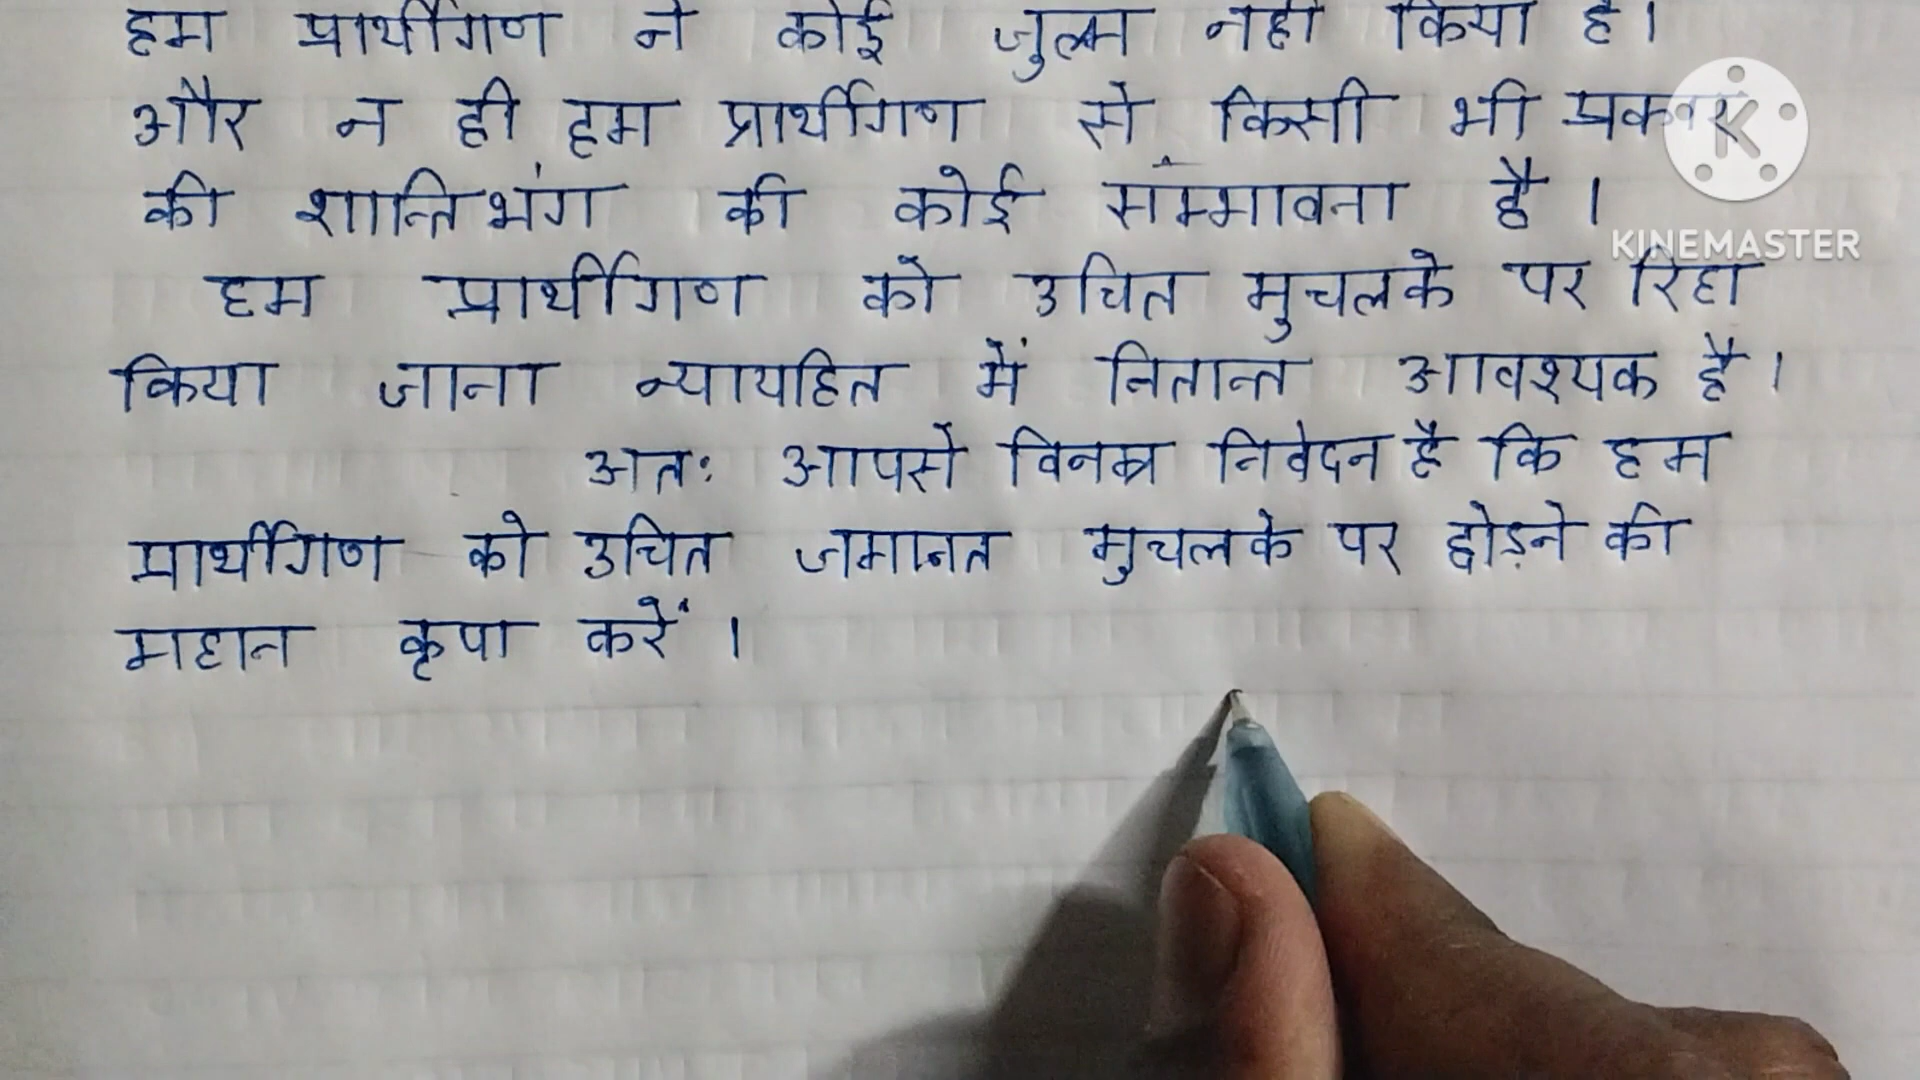 हम प्रार्थीगण ने कोई जुल्म नहीं किया है।
और न ही हम प्रार्थीगण से किसी भी प्रकार
की शान्तिभंग की कोई संम्भावना है।
KINEMASTER
हम प्रार्थीगण को उचित मुचलके पर रिहा
किया जाना न्यायहित में नितान्त आवश्यक है।
अतः आपसे विनम्र निवेदन है कि हम
प्रार्थीगण को उचित जमानत मुचलके पर छोड़ने की
महान कृपा करें।